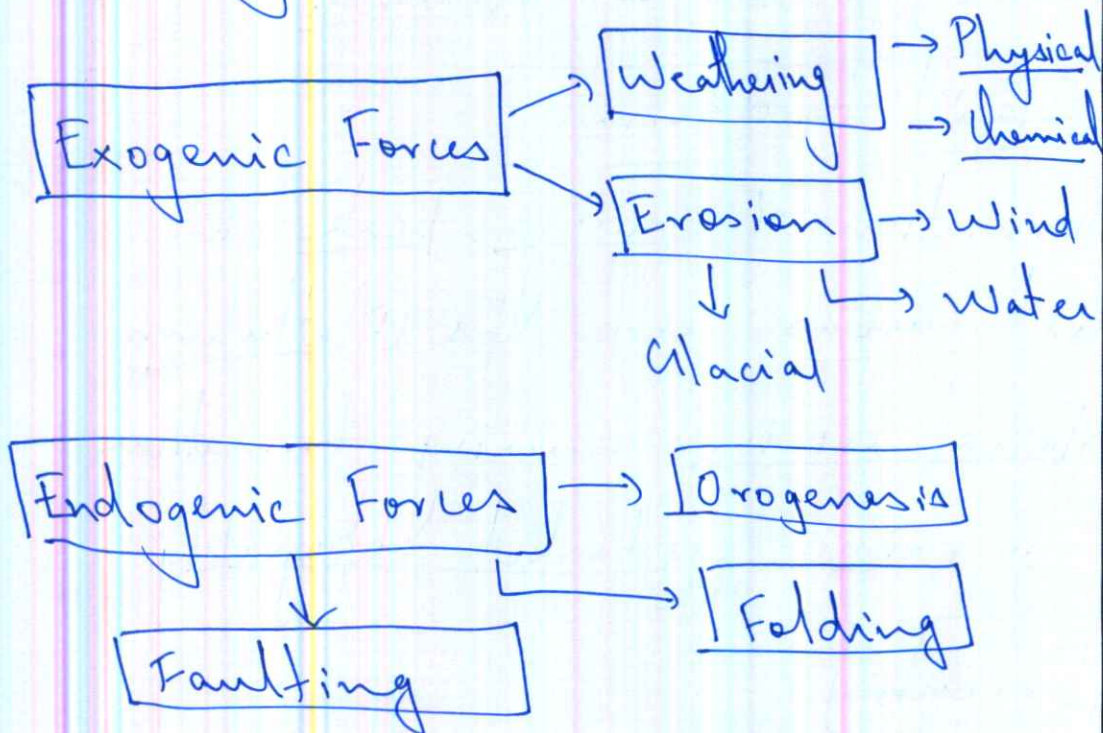 Exogenic Forces
Weathering
→ Physical
→ Chemical
Erosion → Wind
→ Water
Glacial
Endogenic Forces → Orogenesis
Folding
Faulting